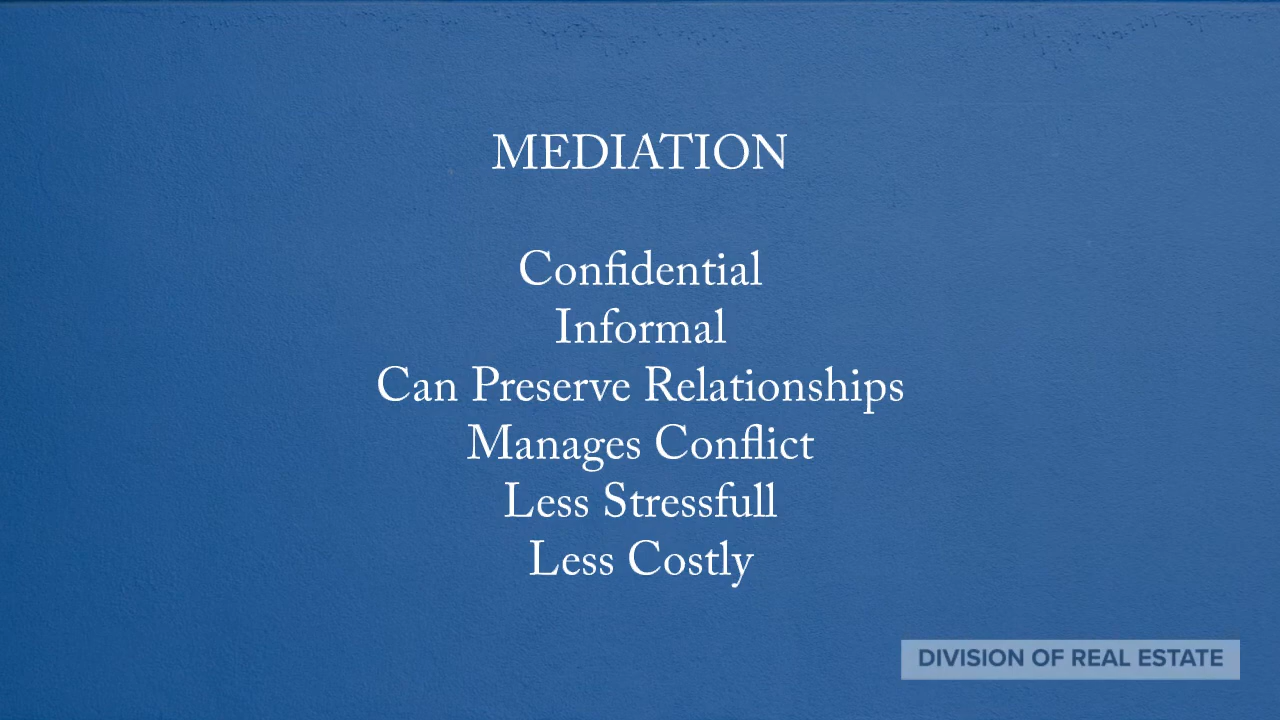 MEDIATION
Confidential
Informal
Can Preserve Relationships
Manages Conflict
Less Stressfull
Less Costly
DIVISION OF REAL ESTATE